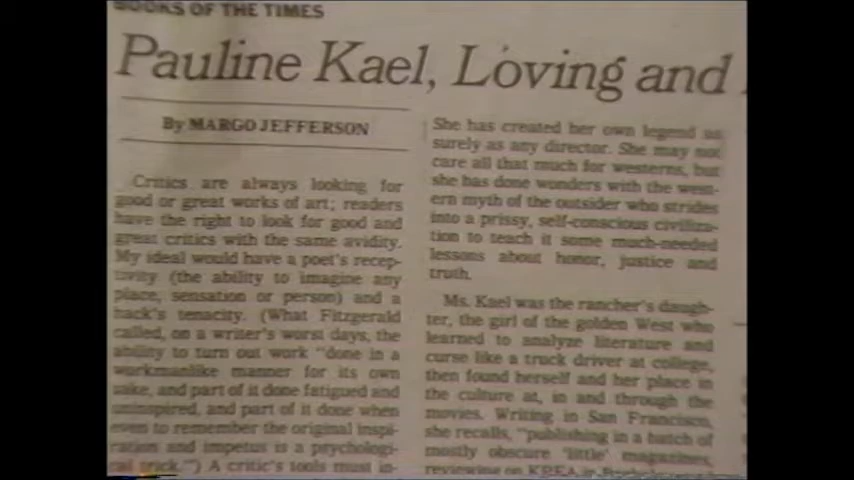 BOOKS OF THE TIMES
Pauline Kael, Loving and
By MARGO JEFFERSON
Critics are always looking for
good or great works of art; readers
have the right to look for good and
great critics with the same avidity.
My ideal would have a poet's recep-
tivity (the ability to imagine any
place, sensation or person) and a
hack's tenacity. (What Fitzgerald
called, on a writer's worst days, the
ability to turn out work "done in a
workmanlike manner for its own
sake, and part of it done fatigued and
uninspired, and part of it done when
even to remember the original inspi-
ration and impetus is a psychologi-
cal trick.") A critic's tools must in-
She has created her own legend as
surely as any director. She may not
care all that much for westerns, but
she has done wonders with the west-
ern myth of the outsider who strides
into a prissy, self-conscious civiliza-
tion to teach it some much-needed
lessons about honor, justice and
truth.
Ms. Kael was the rancher's daugh-
ter, the girl of the golden West who
learned to analyze literature and
curse like a truck driver at college,
then found herself and her place in
the culture at, in and through the
movies. Writing in San Francisco,
she recalls, "publishing in a batch of
mostly obscure 'little' magazines,
reviewing on KPFA in